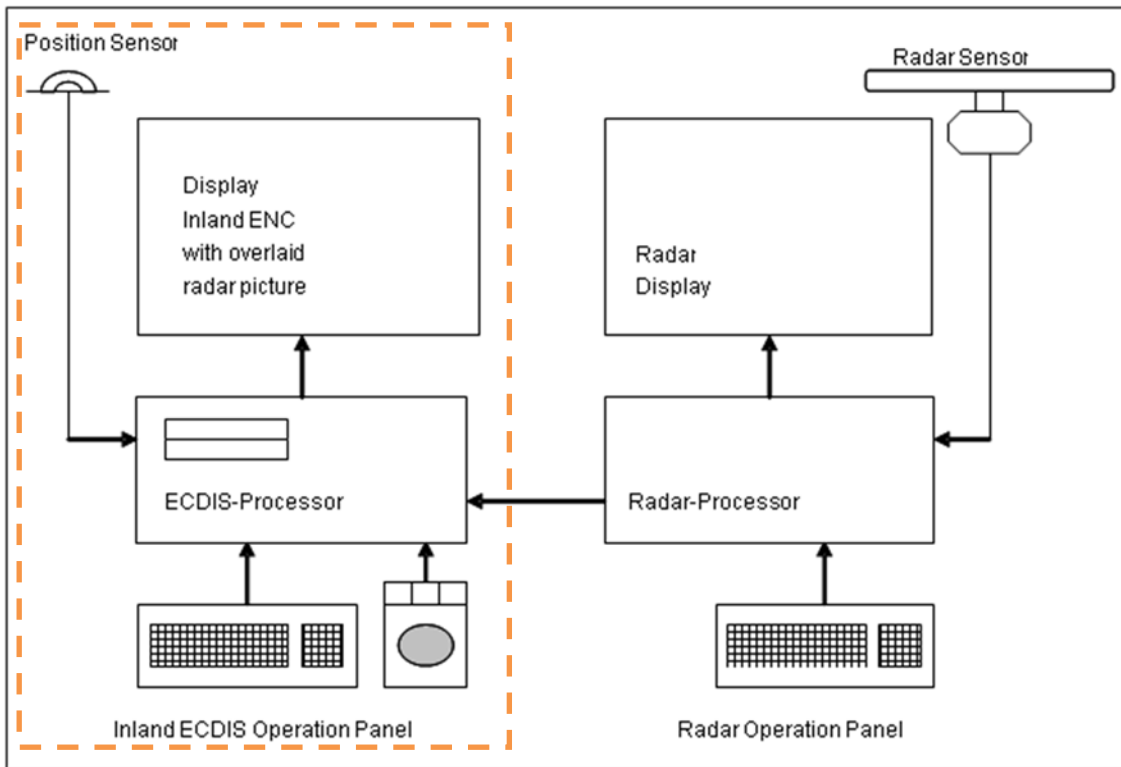 Position Sensor
Radar Sensor
Display
Inland ENC
with overlaid
radar picture
Radar
Display
ECDIS-Processor
Radar-Processor
Inland ECDIS Operation Panel
Radar Operation Panel